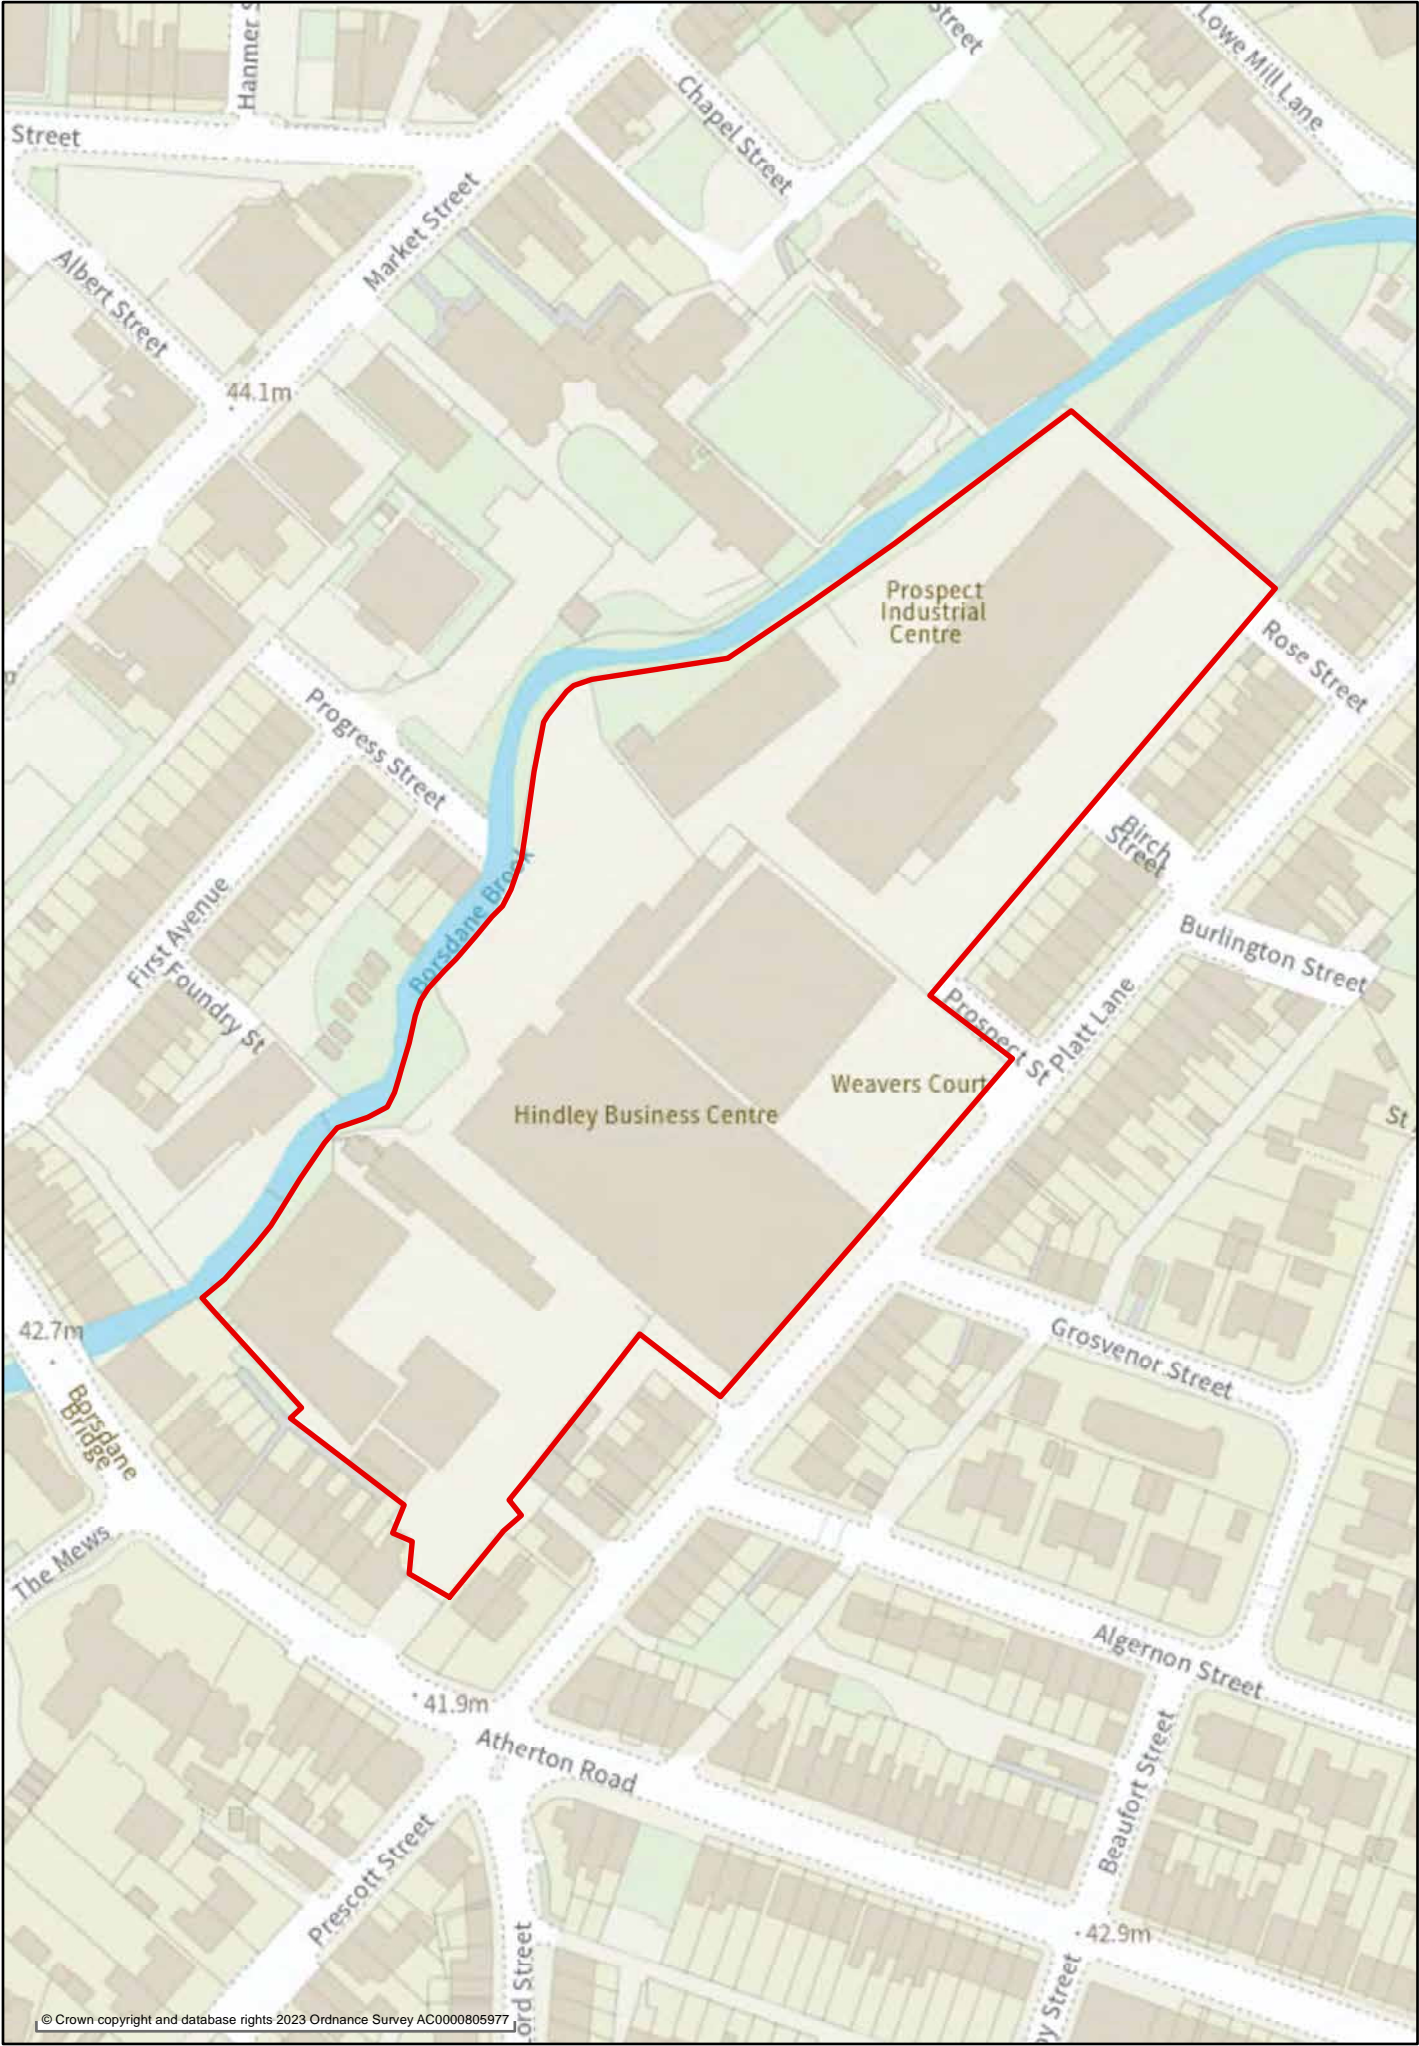 Hanner S
Street
Lowe Mill Lane
Street
Chapel Street
Market Street
Albert Street
44.1m
Prospect
Industrial
Centre
Rose Street
Progress Street
Birch
Street
Borsdane Brook
First Avenue
Foundry St
Burlington Street
Prospect St
Platt Lane
Weavers Court
Hindley Business Centre
St
42.7m
Borsdane
Bridge
Grosvenor Street
The Mews
Algernon Street
41.9m
Atherton Road
Beaufort Street
Prescott Street
42.9m
ord Street
y Street
© Crown copyright and database rights 2023 Ordnance Survey AC0000805977